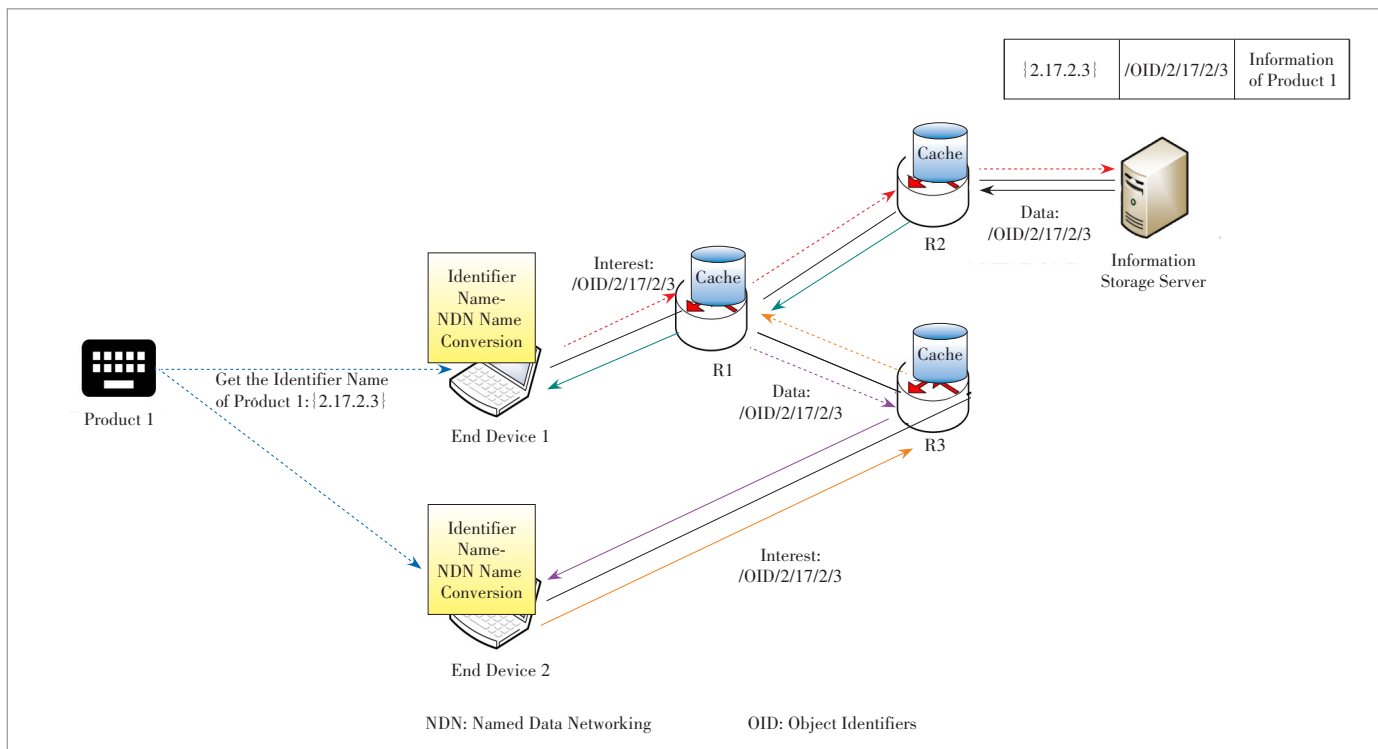 {2.17.2.3}
/OID/2/17/2/3
Information
of Product 1
Cache
R2
Data:
/OID/2/17/2/3
Information
Storage Server
Identifier
Name-
NDN Name
Conversion
Interest:
/OID/2/17/2/3
Cache
R1
Cache
R3
Data:
/OID/2/17/2/3
Product 1
Get the Identifier Name
of Product 1:{2.17.2.3}
End Device 1
Identifier
Name-
NDN Name
Conversion
Interest:
/OID/2/17/2/3
End Device 2
NDN: Named Data Networking
OID: Object Identifiers